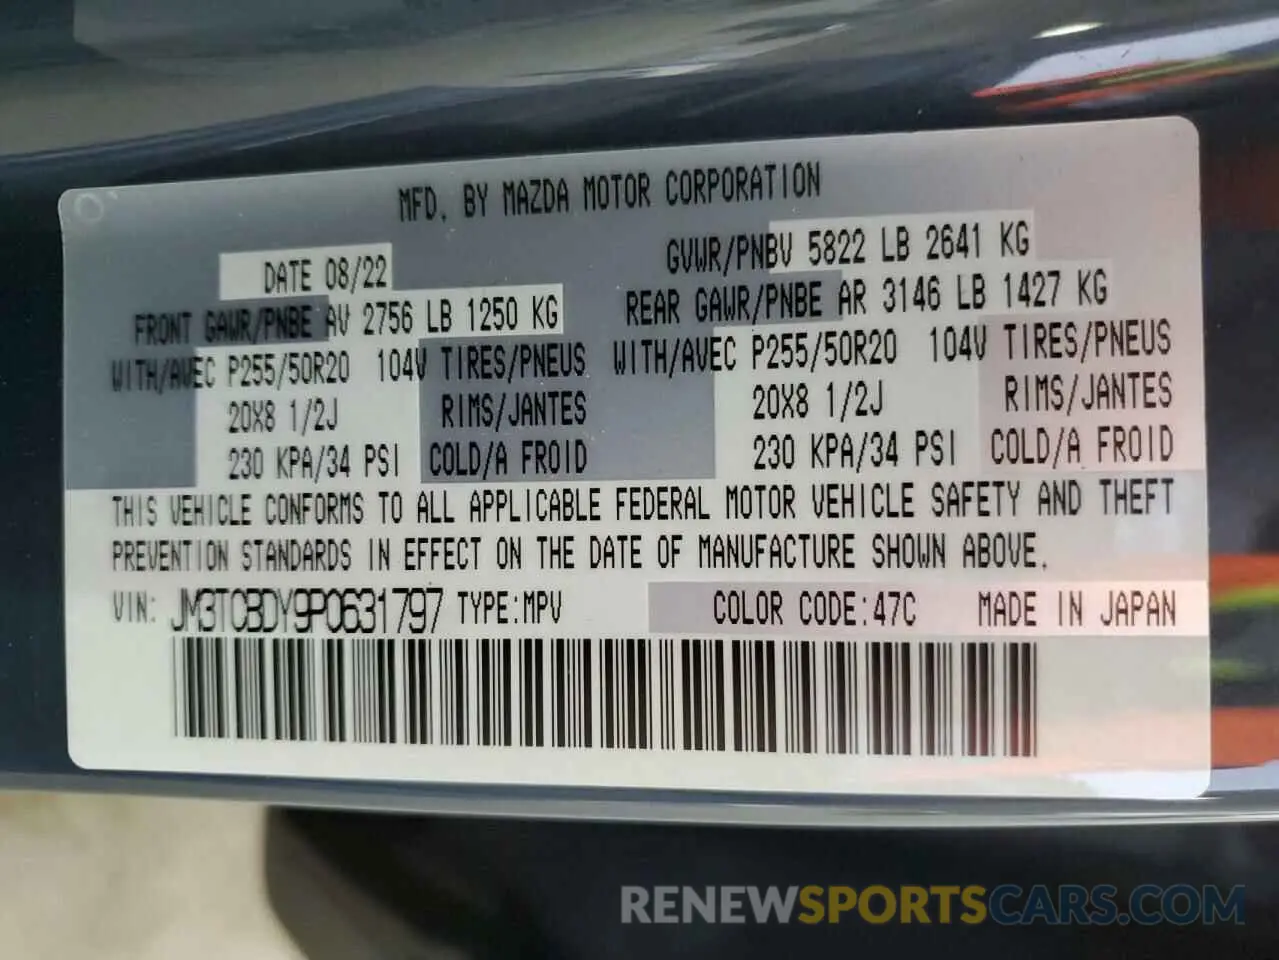 MFD. BY MAZDA MOTOR CORPORATION
DATE 08/22
GVWR/PNBV 5822 LB 2641 KG
FRONT GAWR/PNBE AV 2756 LB 1250 KG
REAR GAWR/PNBE AR 3146 LB 1427 KG
WITH/AVEC P255/50R20 104V TIRES/PNEUS
WITH/AVEC P255/50R20 104V TIRES/PNEUS
20X8 1/2J RIMS/JANTES
20X8 1/2J RIMS/JANTES
230 KPA/34 PSI COLD/A FROID
230 KPA/34 PSI COLD/A FROID
THIS VEHICLE CONFORMS TO ALL APPLICABLE FEDERAL MOTOR VEHICLE SAFETY AND THEFT
PREVENTION STANDARDS IN EFFECT ON THE DATE OF MANUFACTURE SHOWN ABOVE.
VIN: JM3TCBDY9P0631797 TYPE:MPV COLOR CODE:47C MADE IN JAPAN
RENEWSPORTSCARS.COM